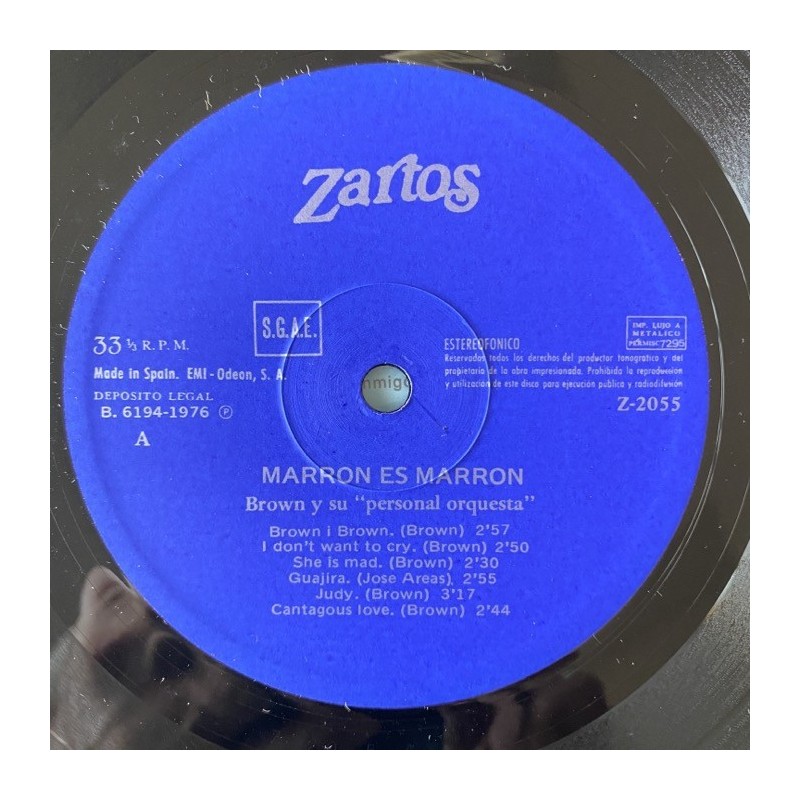 Zartos
S.G.A.E.
33 ⅓ R. P. M.
Made in Spain. EMI - Odeon, S. A.
DEPOSITO LEGAL
B. 6194-1976 Ⓟ
A
nmigo
ESTEREOFONICO
Reservados todos los derechos del productor fonografico y del
propietario de la obra impresionada. Prohibida la reproducción
y utilización de este disco para ejecución publica y radiodifusión
IMP. LUJO A
METALICO
PERMISO 7295
Z-2055
MARRON ES MARRON
Brown y su "personal orquesta"
Brown i Brown. (Brown) 2'57
I don't want to cry. (Brown) 2'50
She is mad. (Brown) 2'30
Guajira. (Jose Areas). 2'55
Judy. (Brown) 3'17
Cantagous love. (Brown) 2'44